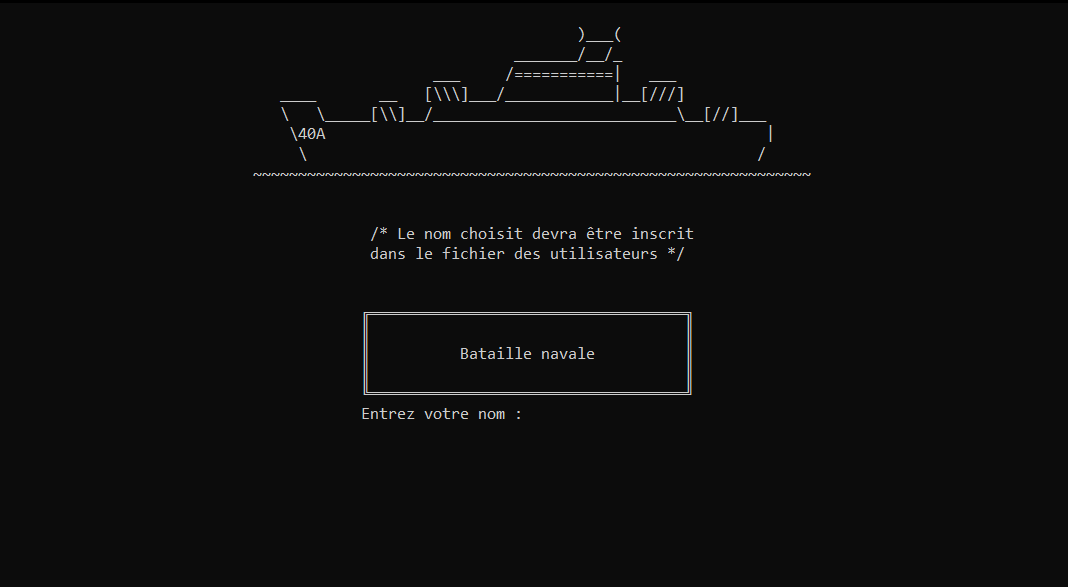 40A
/* Le nom choisit devra être inscrit
dans le fichier des utilisateurs */
Bataille navale
Entrez votre nom :